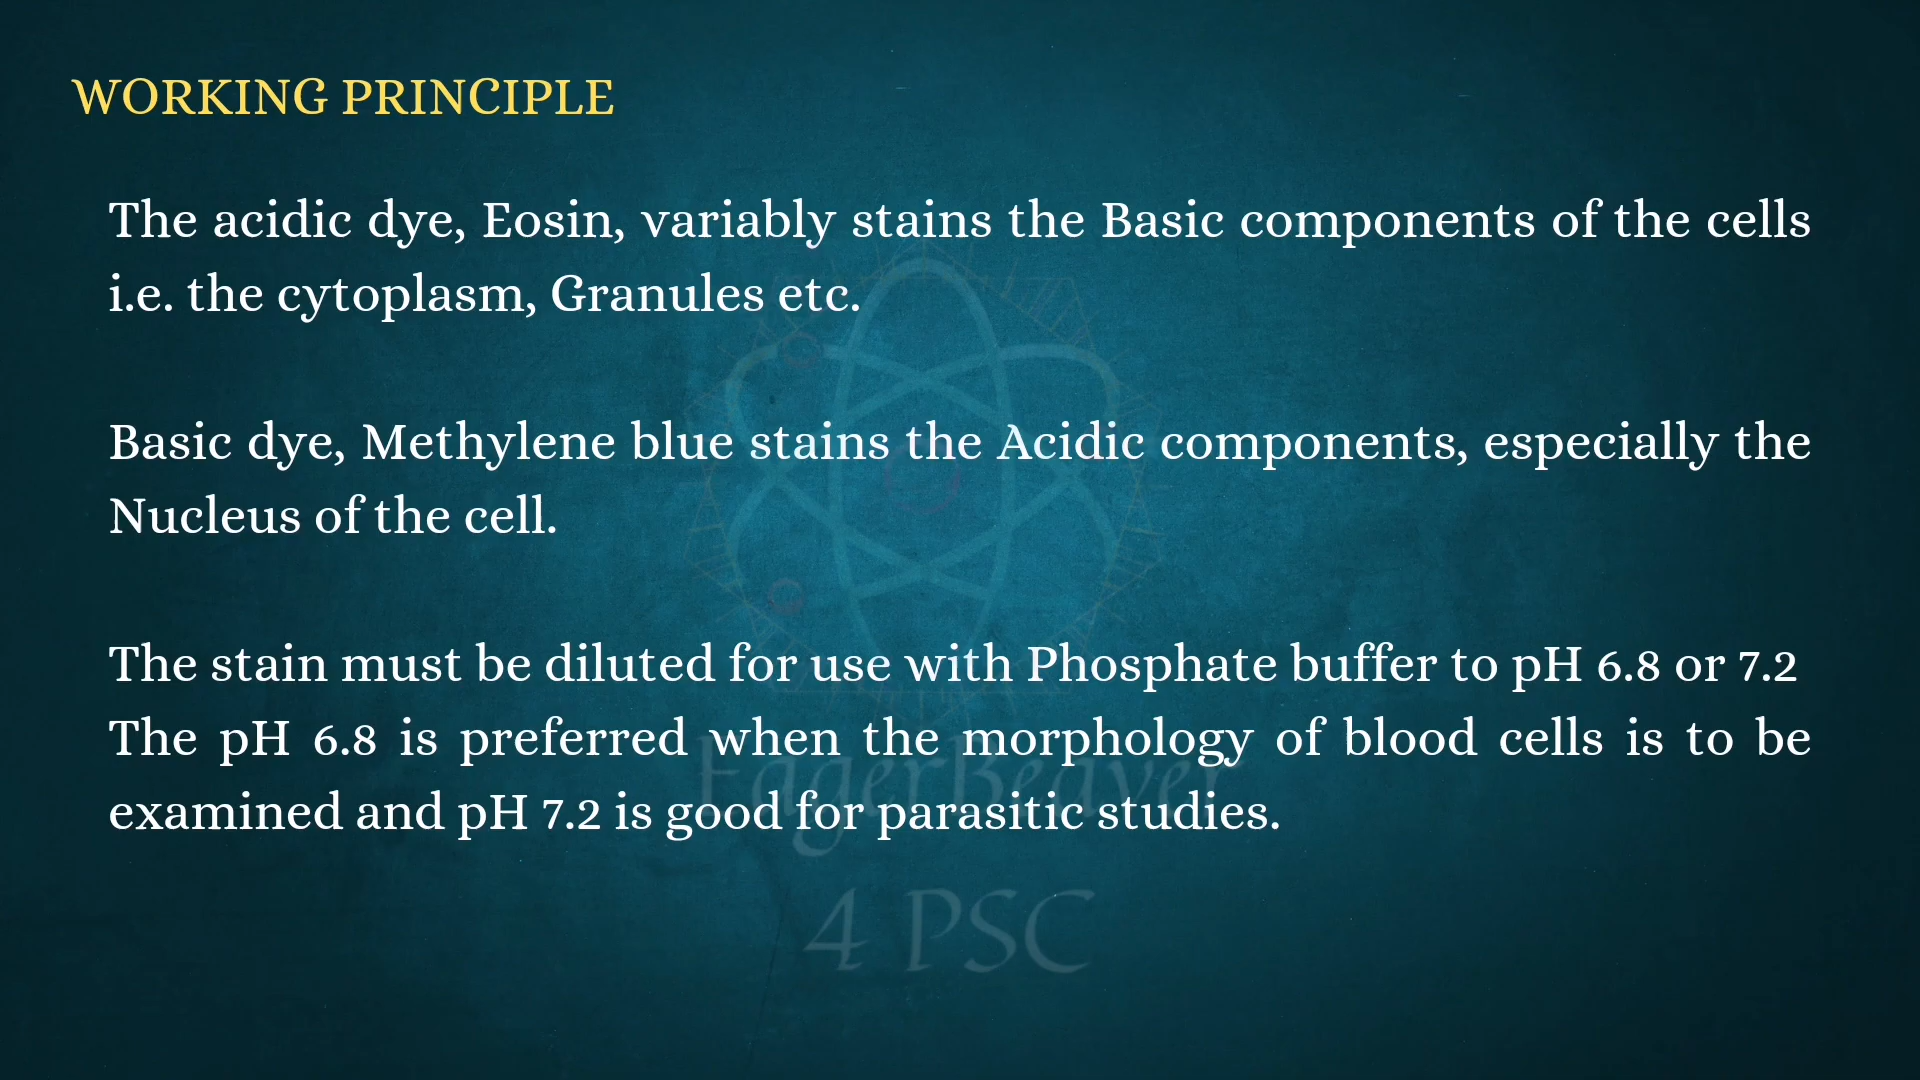 WORKING PRINCIPLE
The acidic dye, Eosin, variably stains the Basic components of the cells
i.e. the cytoplasm, Granules etc.
Basic dye, Methylene blue stains the Acidic components, especially the
Nucleus of the cell.
The stain must be diluted for use with Phosphate buffer to pH 6.8 or 7.2
The pH 6.8 is preferred when the morphology of blood cells is to be
examined and pH 7.2 is good for parasitic studies.
EagerBeaver
4 PSC